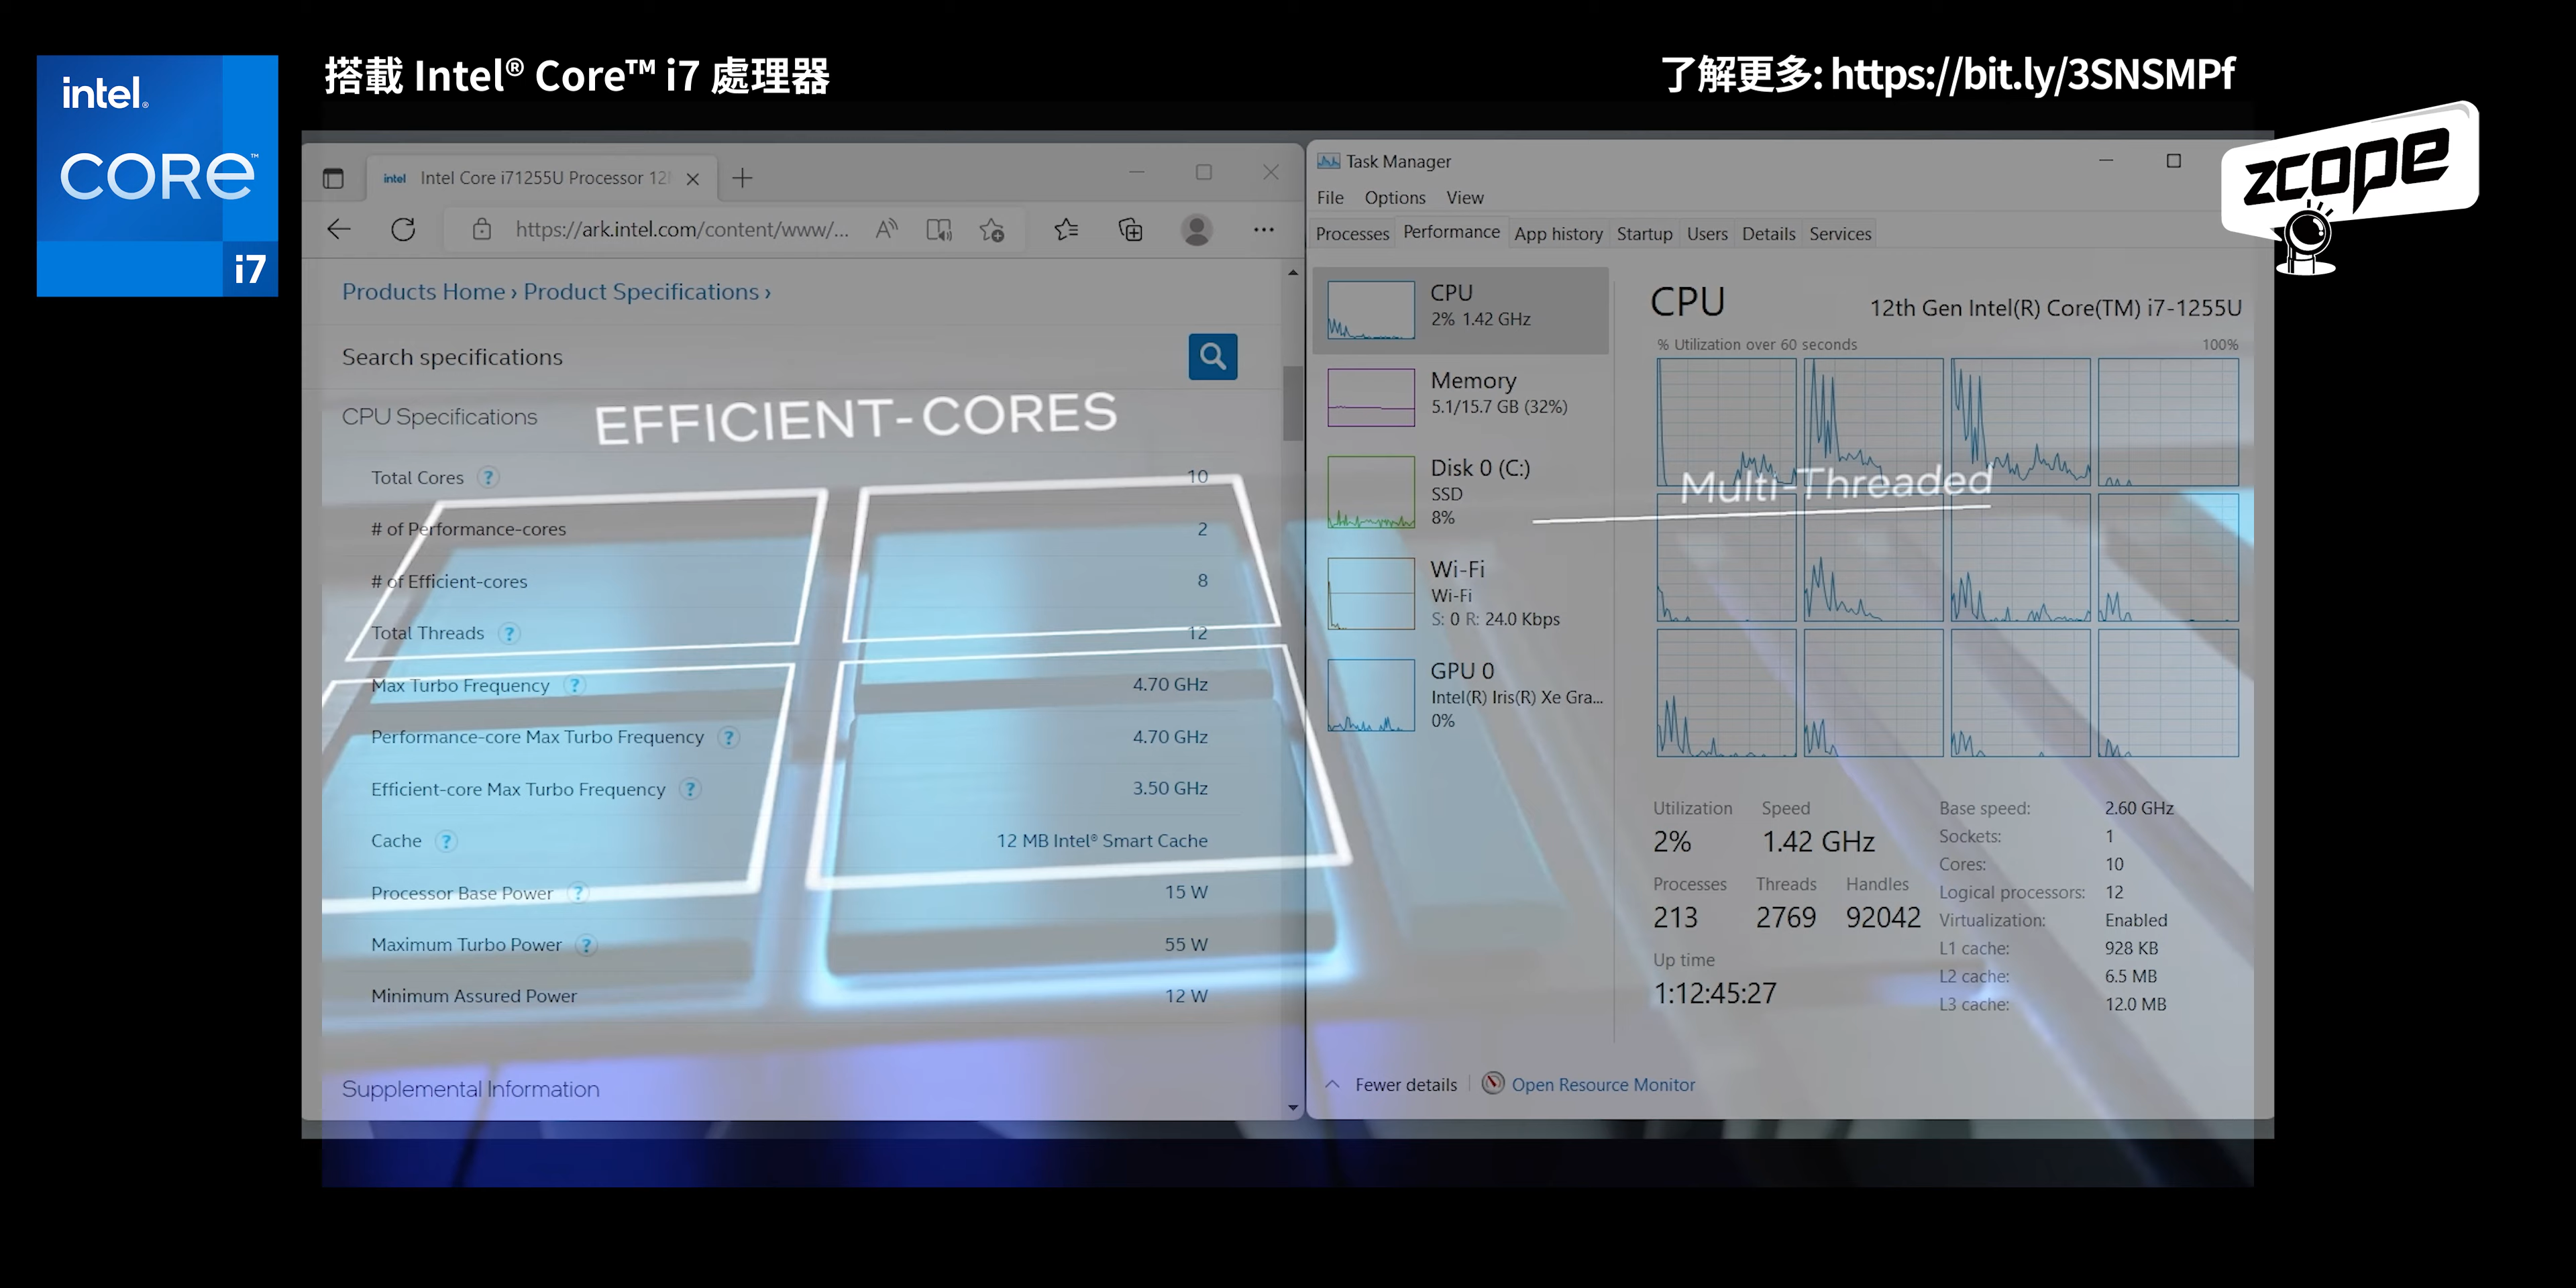 intel®
CORE™
i7
搭載 Intel® Core™ i7 處理器
了解更多: https://bit.ly/3SNSMPf
zcope
intel Intel Core i71255U Processor 12
https://ark.intel.com/content/www/...
Products Home › Product Specifications ›
Search specifications
CPU Specifications
EFFICIENT-CORES
Total Cores ? 10
# of Performance-cores 2
# of Efficient-cores 8
Total Threads ? 12
Max Turbo Frequency ? 4.70 GHz
Performance-core Max Turbo Frequency ? 4.70 GHz
Efficient-core Max Turbo Frequency ? 3.50 GHz
Cache ? 12 MB Intel® Smart Cache
Processor Base Power ? 15 W
Maximum Turbo Power ? 55 W
Minimum Assured Power 12 W
Supplemental Information
Task Manager
File Options View
Processes Performance App history Startup Users Details Services
CPU
2% 1.42 GHz
Memory
5.1/15.7 GB (32%)
Disk 0 (C:)
SSD
8%
Wi-Fi
Wi-Fi
S: 0 R: 24.0 Kbps
GPU 0
Intel(R) Iris(R) Xe Gra...
0%
CPU 12th Gen Intel(R) Core(TM) i7-1255U
% Utilization over 60 seconds 100%
Multi-Threaded
Utilization Speed
2% 1.42 GHz
Processes Threads Handles
213 2769 92042
Up time
1:12:45:27
Base speed: 2.60 GHz
Sockets: 1
Cores: 10
Logical processors: 12
Virtualization: Enabled
L1 cache: 928 KB
L2 cache: 6.5 MB
L3 cache: 12.0 MB
Fewer details Open Resource Monitor